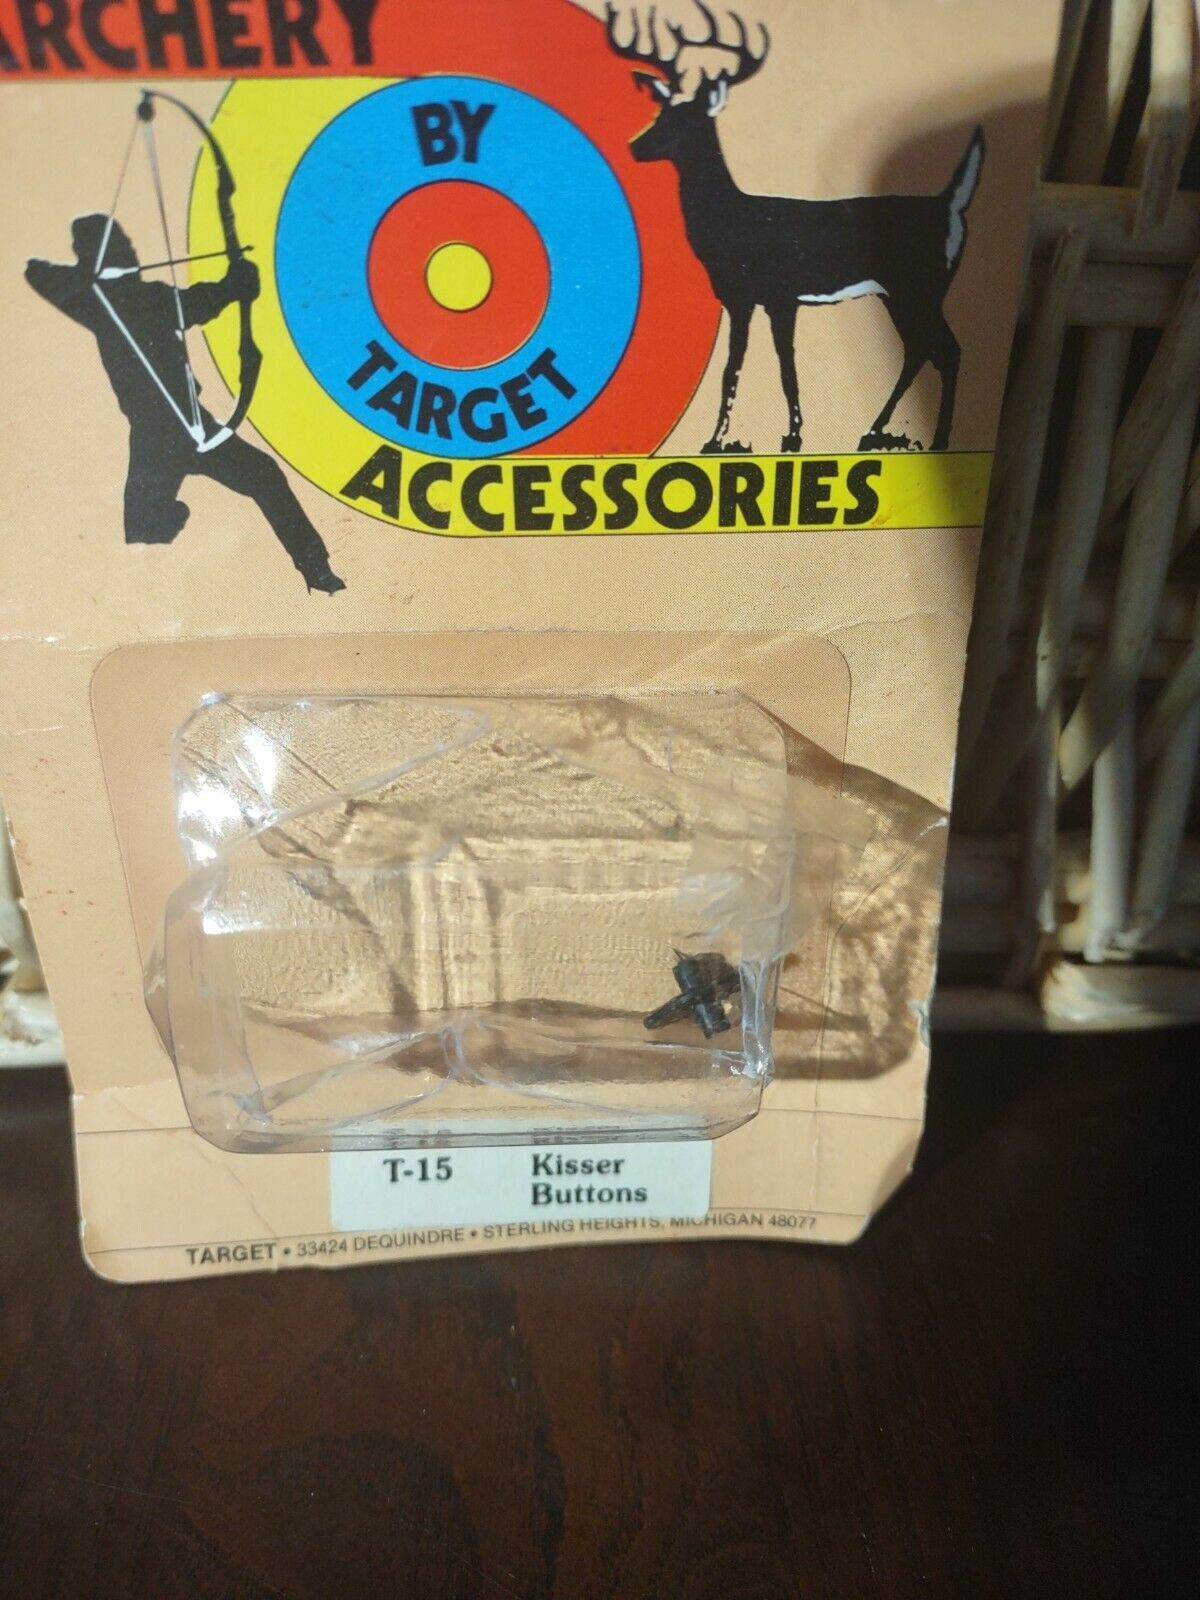 ARCHERY
BY
TARGET
ACCESSORIES
T-15 Kisser
Buttons
TARGET • 33424 DEQUINDRE • STERLING HEIGHTS, MICHIGAN 48077